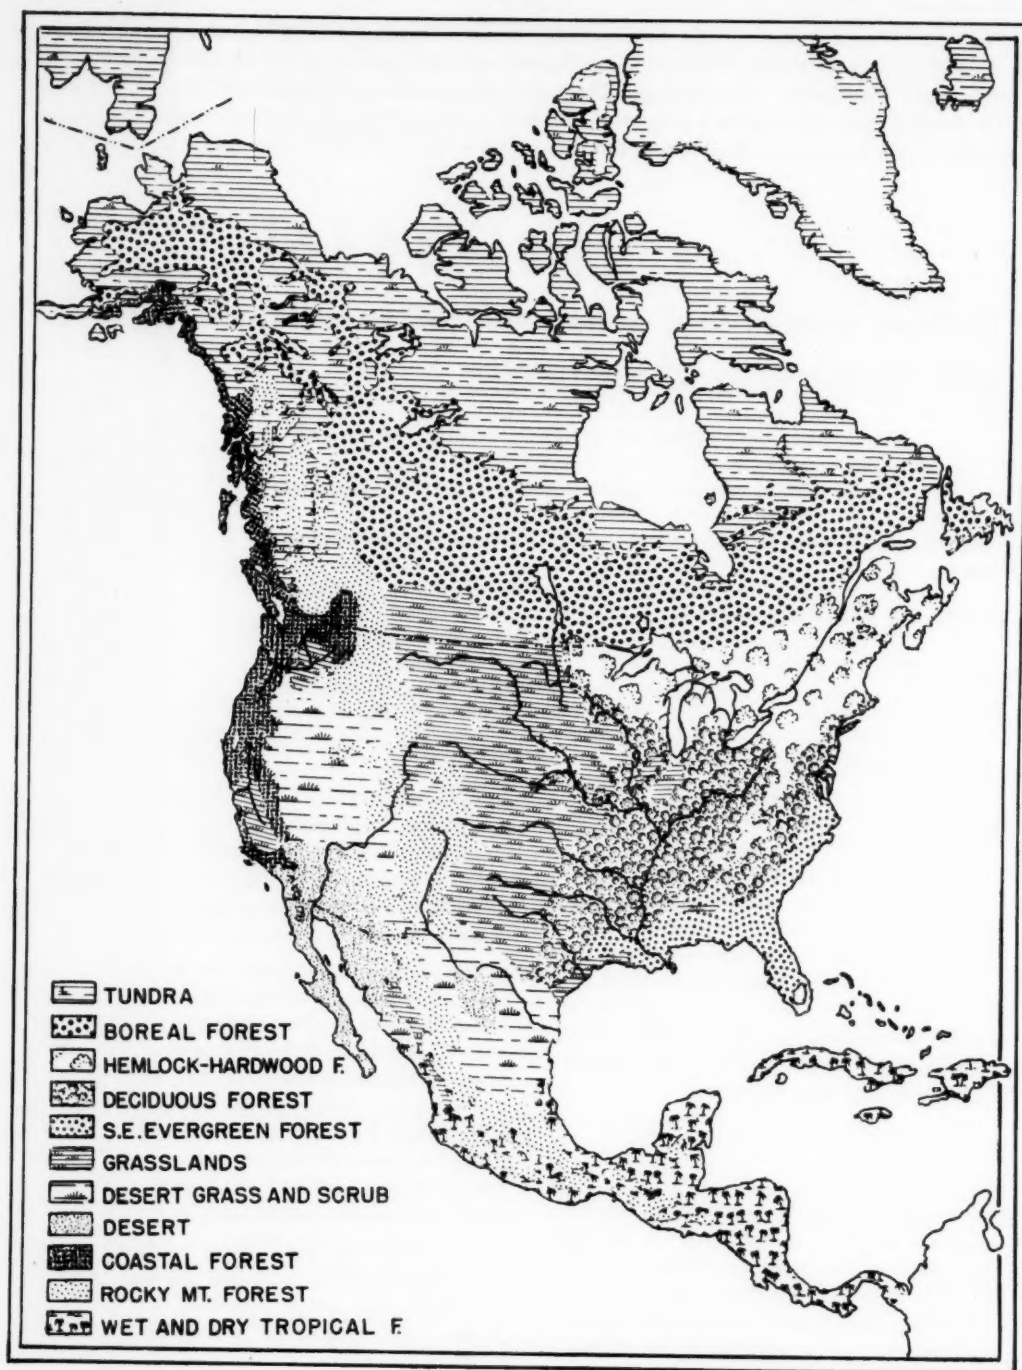 TUNDRA
BOREAL FOREST
HEMLOCK-HARDWOOD F.
DECIDUOUS FOREST
S.E. EVERGREEN FOREST
GRASSLANDS
DESERT GRASS AND SCRUB
DESERT
COASTAL FOREST
ROCKY MT. FOREST
WET AND DRY TROPICAL F.